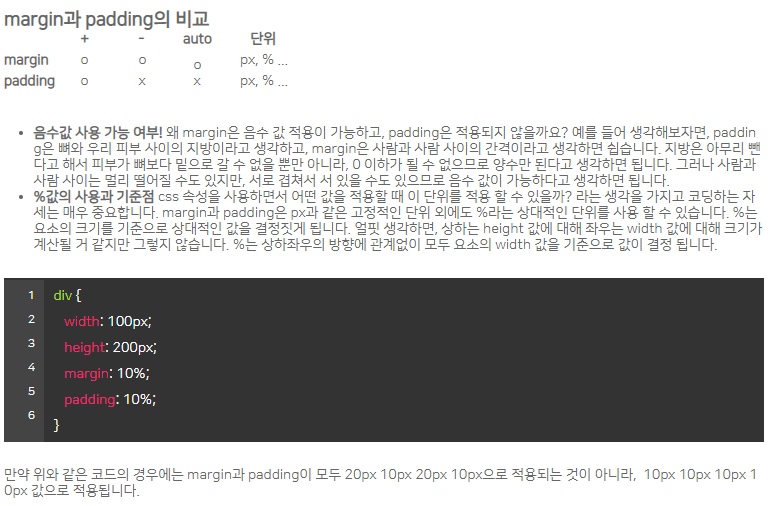 margin과 padding의 비교
+ - auto 단위
margin o o o px, % ...
padding o x x px, % ...
• 음수값 사용 가능 여부! 왜 margin은 음수 값 적용이 가능하고, padding은 적용되지 않을까요? 예를 들어 생각해보자면, paddin
g은 뼈와 우리 피부 사이의 지방이라고 생각하고, margin은 사람과 사람 사이의 간격이라고 생각하면 쉽습니다. 지방은 아무리 뺀
다고 해서 피부가 뼈보다 밑으로 갈 수 없을 뿐만 아니라, 0 이하가 될 수 없으므로 양수만 된다고 생각하면 됩니다. 그러나 사람과
사람 사이는 멀리 떨어질 수도 있지만, 서로 겹쳐서 서 있을 수도 있으므로 음수 값이 가능하다고 생각하면 됩니다.
• %값의 사용과 기준점 css 속성을 사용하면서 어떤 값을 적용할 때 이 단위를 적용 할 수 있을까? 라는 생각을 가지고 코딩하는 자
세는 매우 중요합니다. margin과 padding은 px과 같은 고정적인 단위 외에도 %라는 상대적인 단위를 사용 할 수 있습니다. %는
요소의 크기를 기준으로 상대적인 값을 결정짓게 됩니다. 얼핏 생각하면, 상하는 height 값에 대해 좌우는 width 값에 대해 크기가
계산될 거 같지만 그렇지 않습니다. %는 상하좌우의 방향에 관계없이 모두 요소의 width 값을 기준으로 값이 결정 됩니다.
1 div {
2 width: 100px;
3 height: 200px;
4 margin: 10%;
5 padding: 10%;
6 }
만약 위와 같은 코드의 경우에는 margin과 padding이 모두 20px 10px 20px 10px으로 적용되는 것이 아니라, 10px 10px 10px 1
0px 값으로 적용됩니다.